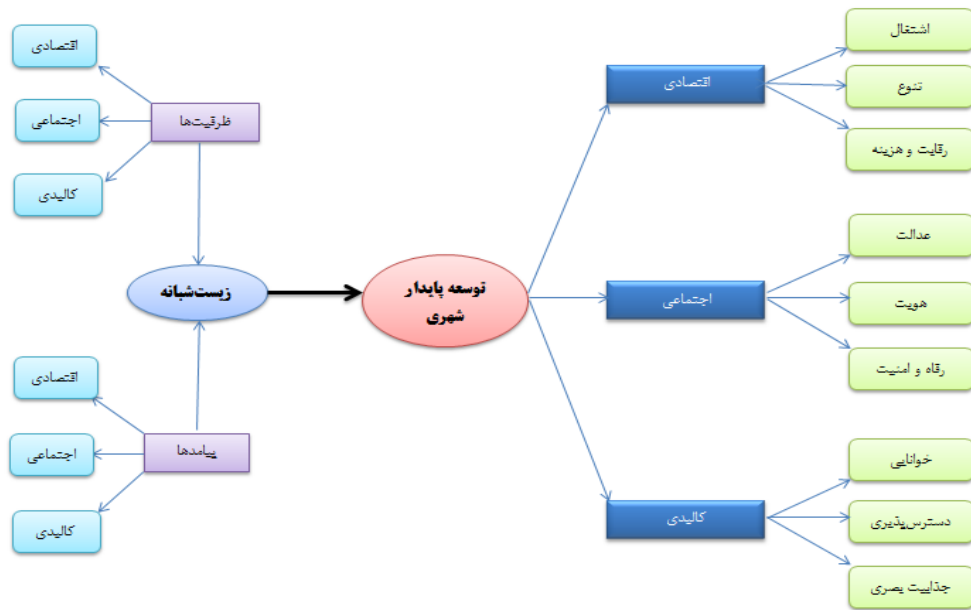 اشتغال
اقتصادی
اقتصادی
تنوع
ظرفیت‌ها
اجتماعی
رقابت و هزینه
کالبدی
عدالت
زیست‌شبانه
توسعه پایدار
شهری
اجتماعی
هویت
رفاه و امنیت
اقتصادی
پیامدها
اجتماعی
خوانایی
کالبدی
کالبدی
دسترس‌پذیری
جذابیت بصری